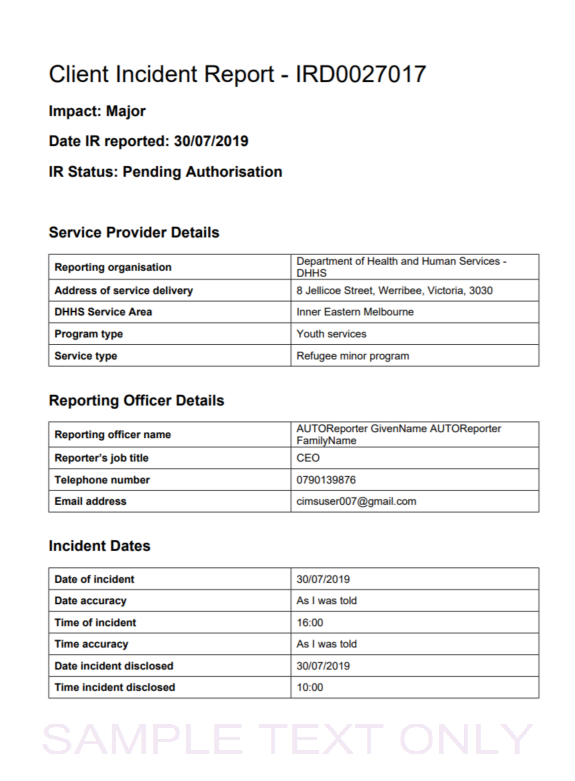 Client Incident Report - IRD0027017
Impact: Major
Date IR reported: 30/07/2019
IR Status: Pending Authorisation
Service Provider Details
Reporting organisation
Department of Health and Human Services -
DHHS
Address of service delivery
8 Jellicoe Street, Werribee, Victoria, 3030
DHHS Service Area
Inner Eastern Melbourne
Program type
Youth services
Service type
Refugee minor program
Reporting Officer Details
Reporting officer name
AUTOReporter GivenName AUTOReporter
FamilyName
Reporter's job title
CEO
Telephone number
0790139876
Email address
cimsuser007@gmail.com
Incident Dates
Date of incident
30/07/2019
Date accuracy
As I was told
Time of incident
16:00
Time accuracy
As I was told
Date incident disclosed
30/07/2019
Time incident disclosed
10:00
SAMPLE TEXT ONLY